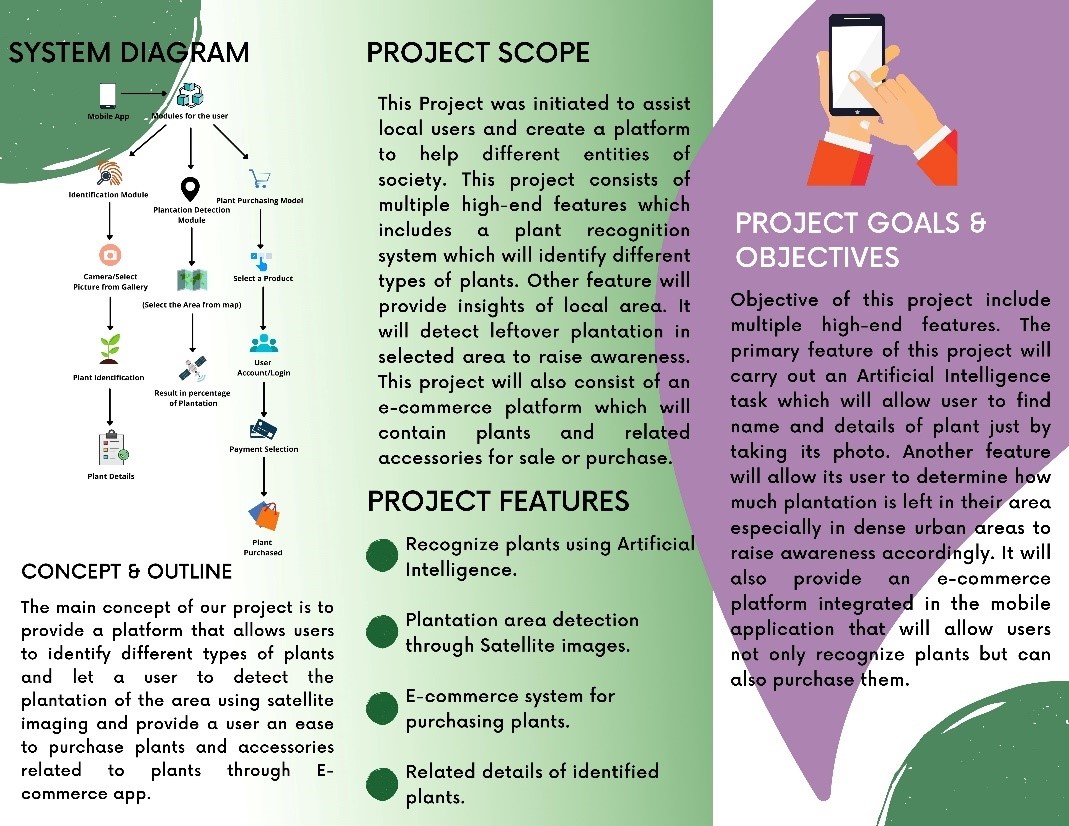 SYSTEM DIAGRAM
Mobile App
Modules for the user
Identification Module
Plantation Detection
Module
Plant Purchasing Model
Camera/Select
Picture from Gallery
(Select the Area from map)
Select a Product
Plant Identification
Result in percentage
of Plantation
User
Account/Login
Plant Details
Payment Selection
Plant
Purchased
CONCEPT & OUTLINE
The main concept of our project is to
provide a platform that allows users
to identify different types of plants
and let a user to detect the
plantation of the area using satellite
imaging and provide a user an ease
to purchase plants and accessories
related to plants through E-
commerce app.
PROJECT SCOPE
This Project was initiated to assist
local users and create a platform
to help different entities of
society. This project consists of
multiple high-end features which
includes a plant recognition
system which will identify different
types of plants. Other feature will
provide insights of local area. It
will detect leftover plantation in
selected area to raise awareness.
This project will also consist of an
e-commerce platform which will
contain plants and related
accessories for sale or purchase.
PROJECT FEATURES
Recognize plants using Artificial
Intelligence.
Plantation area detection
through Satellite images.
E-commerce system for
purchasing plants.
Related details of identified
plants.
PROJECT GOALS &
OBJECTIVES
Objective of this project include
multiple high-end features. The
primary feature of this project will
carry out an Artificial Intelligence
task which will allow user to find
name and details of plant just by
taking its photo. Another feature
will allow its user to determine how
much plantation is left in their area
especially in dense urban areas to
raise awareness accordingly. It will
also provide an e-commerce
platform integrated in the mobile
application that will allow users
not only recognize plants but can
also purchase them.